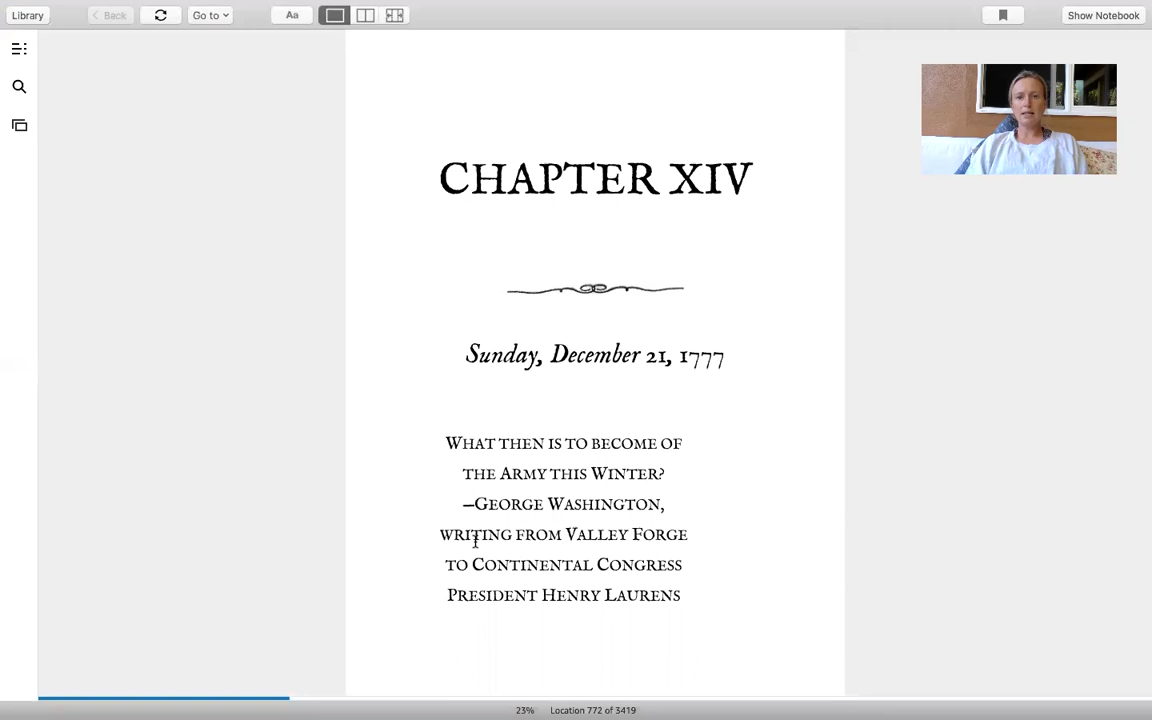 Library
Back
Go to
Aa
Show Notebook
CHAPTER XIV
Sunday, December 21, 1777
WHAT THEN IS TO BECOME OF
THE ARMY THIS WINTER?
—GEORGE WASHINGTON,
WRITING FROM VALLEY FORGE
TO CONTINENTAL CONGRESS
PRESIDENT HENRY LAURENS
23% Location 772 of 3419